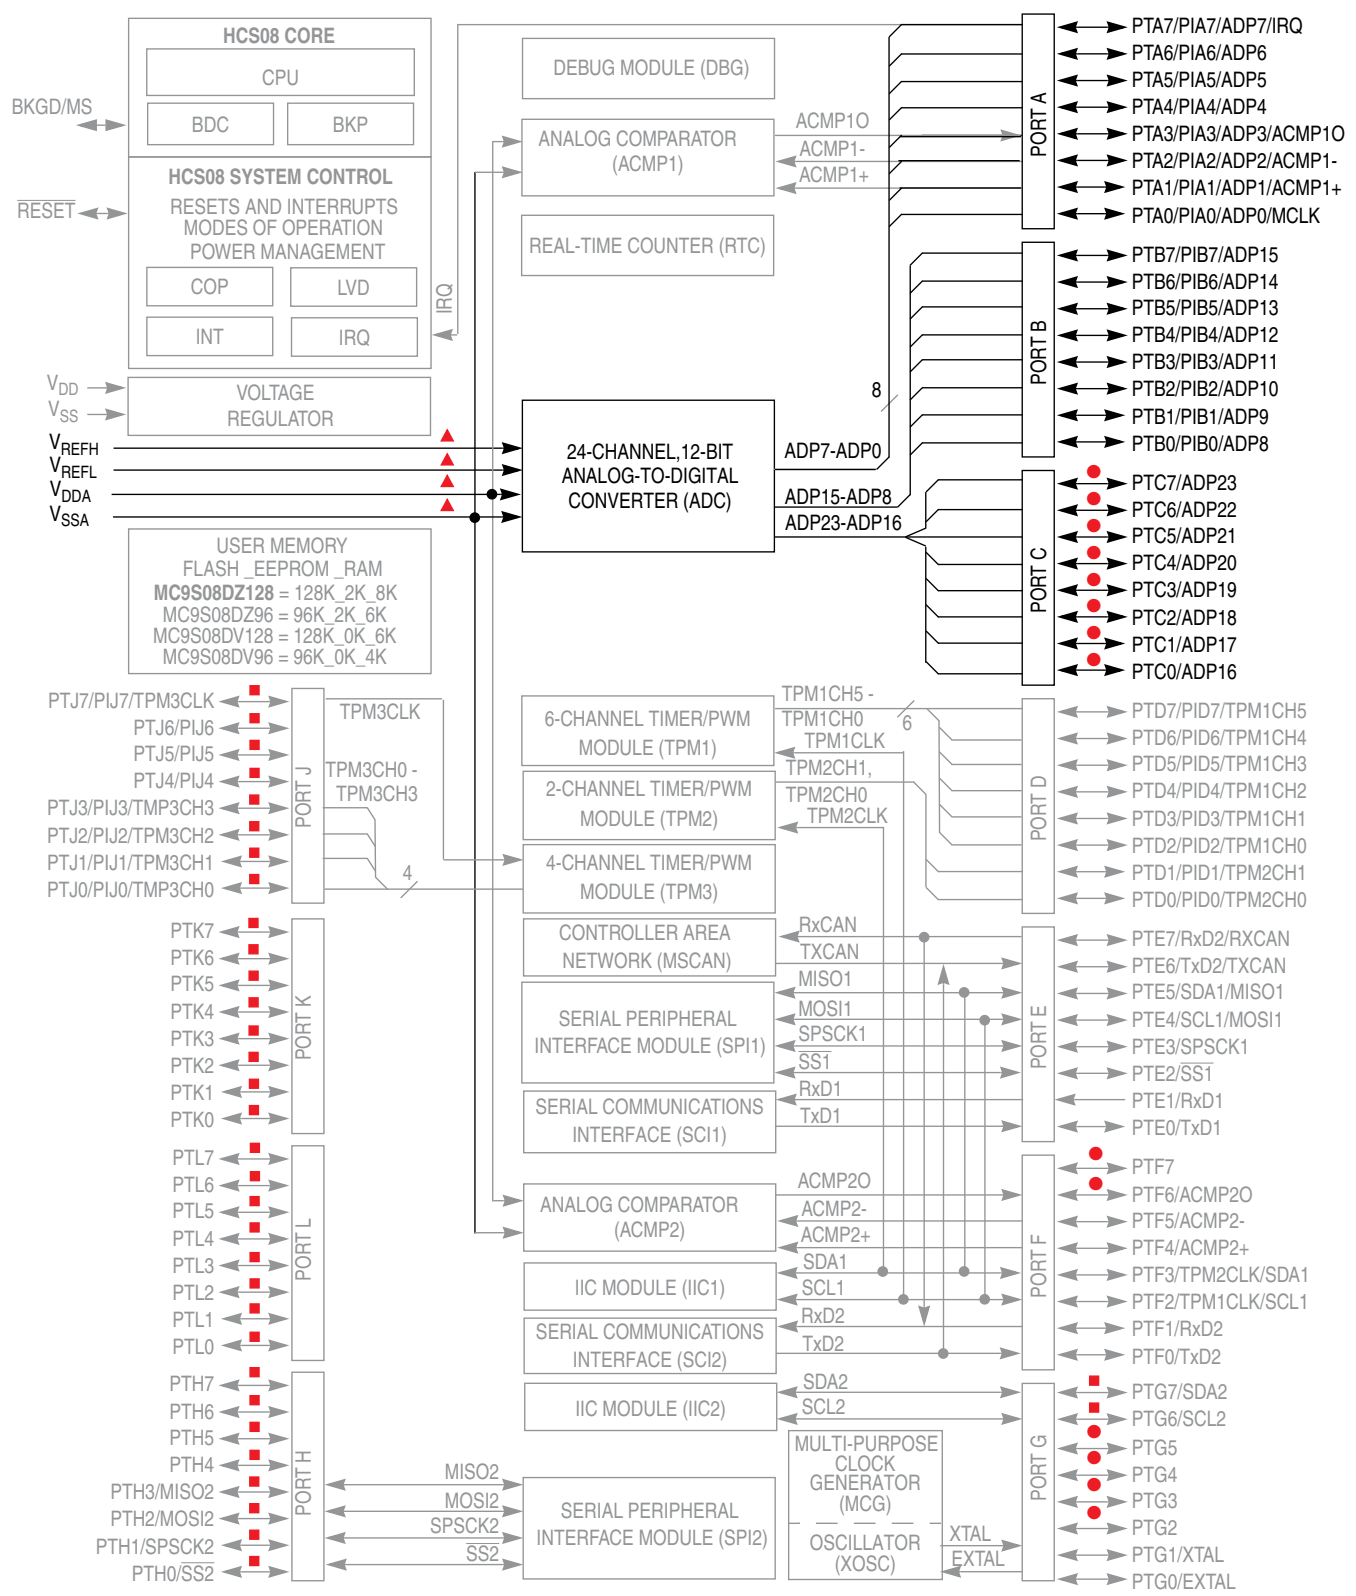 HCS08 CORE
CPU
BDC
BKP
BKGD/MS
HCS08 SYSTEM CONTROL
RESETS AND INTERRUPTS
MODES OF OPERATION
POWER MANAGEMENT
COP
LVD
INT
IRQ
RESET
IRQ
VDD
VSS
VOLTAGE
REGULATOR
VREFH
VREFL
VDDA
VSSA
USER MEMORY
FLASH _EEPROM _RAM
MC9S08DZ128 = 128K_2K_8K
MC9S08DZ96 = 96K_2K_6K
MC9S08DV128 = 128K_0K_6K
MC9S08DV96 = 96K_0K_4K
DEBUG MODULE (DBG)
ANALOG COMPARATOR
(ACMP1)
ACMP1O
ACMP1-
ACMP1+
REAL-TIME COUNTER (RTC)
24-CHANNEL,12-BIT
ANALOG-TO-DIGITAL
CONVERTER (ADC)
8
ADP7-ADP0
ADP15-ADP8
ADP23-ADP16
PORT A
PTA7/PIA7/ADP7/IRQ
PTA6/PIA6/ADP6
PTA5/PIA5/ADP5
PTA4/PIA4/ADP4
PTA3/PIA3/ADP3/ACMP1O
PTA2/PIA2/ADP2/ACMP1-
PTA1/PIA1/ADP1/ACMP1+
PTA0/PIA0/ADP0/MCLK
PORT B
PTB7/PIB7/ADP15
PTB6/PIB6/ADP14
PTB5/PIB5/ADP13
PTB4/PIB4/ADP12
PTB3/PIB3/ADP11
PTB2/PIB2/ADP10
PTB1/PIB1/ADP9
PTB0/PIB0/ADP8
PORT C
PTC7/ADP23
PTC6/ADP22
PTC5/ADP21
PTC4/ADP20
PTC3/ADP19
PTC2/ADP18
PTC1/ADP17
PTC0/ADP16
PTJ7/PIJ7/TPM3CLK
PTJ6/PIJ6
PTJ5/PIJ5
PTJ4/PIJ4
PTJ3/PIJ3/TMP3CH3
PTJ2/PIJ2/TPM3CH2
PTJ1/PIJ1/TPM3CH1
PTJ0/PIJ0/TMP3CH0
PORT J
TPM3CLK
TPM3CH0 -
TPM3CH3
4
6-CHANNEL TIMER/PWM
MODULE (TPM1)
TPM1CH5 -
TPM1CH0
6
TPM1CLK
2-CHANNEL TIMER/PWM
MODULE (TPM2)
TPM2CH1,
TPM2CH0
TPM2CLK
4-CHANNEL TIMER/PWM
MODULE (TPM3)
PORT D
PTD7/PID7/TPM1CH5
PTD6/PID6/TPM1CH4
PTD5/PID5/TPM1CH3
PTD4/PID4/TPM1CH2
PTD3/PID3/TPM1CH1
PTD2/PID2/TPM1CH0
PTD1/PID1/TPM2CH1
PTD0/PID0/TPM2CH0
PTK7
PTK6
PTK5
PTK4
PTK3
PTK2
PTK1
PTK0
PORT K
CONTROLLER AREA
NETWORK (MSCAN)
RxCAN
TXCAN
SERIAL PERIPHERAL
INTERFACE MODULE (SPI1)
MISO1
MOSI1
SPSCK1
SS1
SERIAL COMMUNICATIONS
INTERFACE (SCI1)
RxD1
TxD1
PORT E
PTE7/RxD2/RXCAN
PTE6/TxD2/TXCAN
PTE5/SDA1/MISO1
PTE4/SCL1/MOSI1
PTE3/SPSCK1
PTE2/SS1
PTE1/RxD1
PTE0/TxD1
PTL7
PTL6
PTL5
PTL4
PTL3
PTL2
PTL1
PTL0
PORT L
ANALOG COMPARATOR
(ACMP2)
ACMP2O
ACMP2-
ACMP2+
IIC MODULE (IIC1)
SDA1
SCL1
SERIAL COMMUNICATIONS
INTERFACE (SCI2)
RxD2
TxD2
PORT F
PTF7
PTF6/ACMP2O
PTF5/ACMP2-
PTF4/ACMP2+
PTF3/TPM2CLK/SDA1
PTF2/TPM1CLK/SCL1
PTF1/RxD2
PTF0/TxD2
PTH7
PTH6
PTH5
PTH4
PTH3/MISO2
PTH2/MOSI2
PTH1/SPSCK2
PTH0/SS2
PORT H
MISO2
MOSI2
SPSCK2
SS2
IIC MODULE (IIC2)
SDA2
SCL2
SERIAL PERIPHERAL
INTERFACE MODULE (SPI2)
MULTI-PURPOSE
CLOCK
GENERATOR
(MCG)
OSCILLATOR
(XOSC)
XTAL
EXTAL
PORT G
PTG7/SDA2
PTG6/SCL2
PTG5
PTG4
PTG3
PTG2
PTG1/XTAL
PTG0/EXTAL